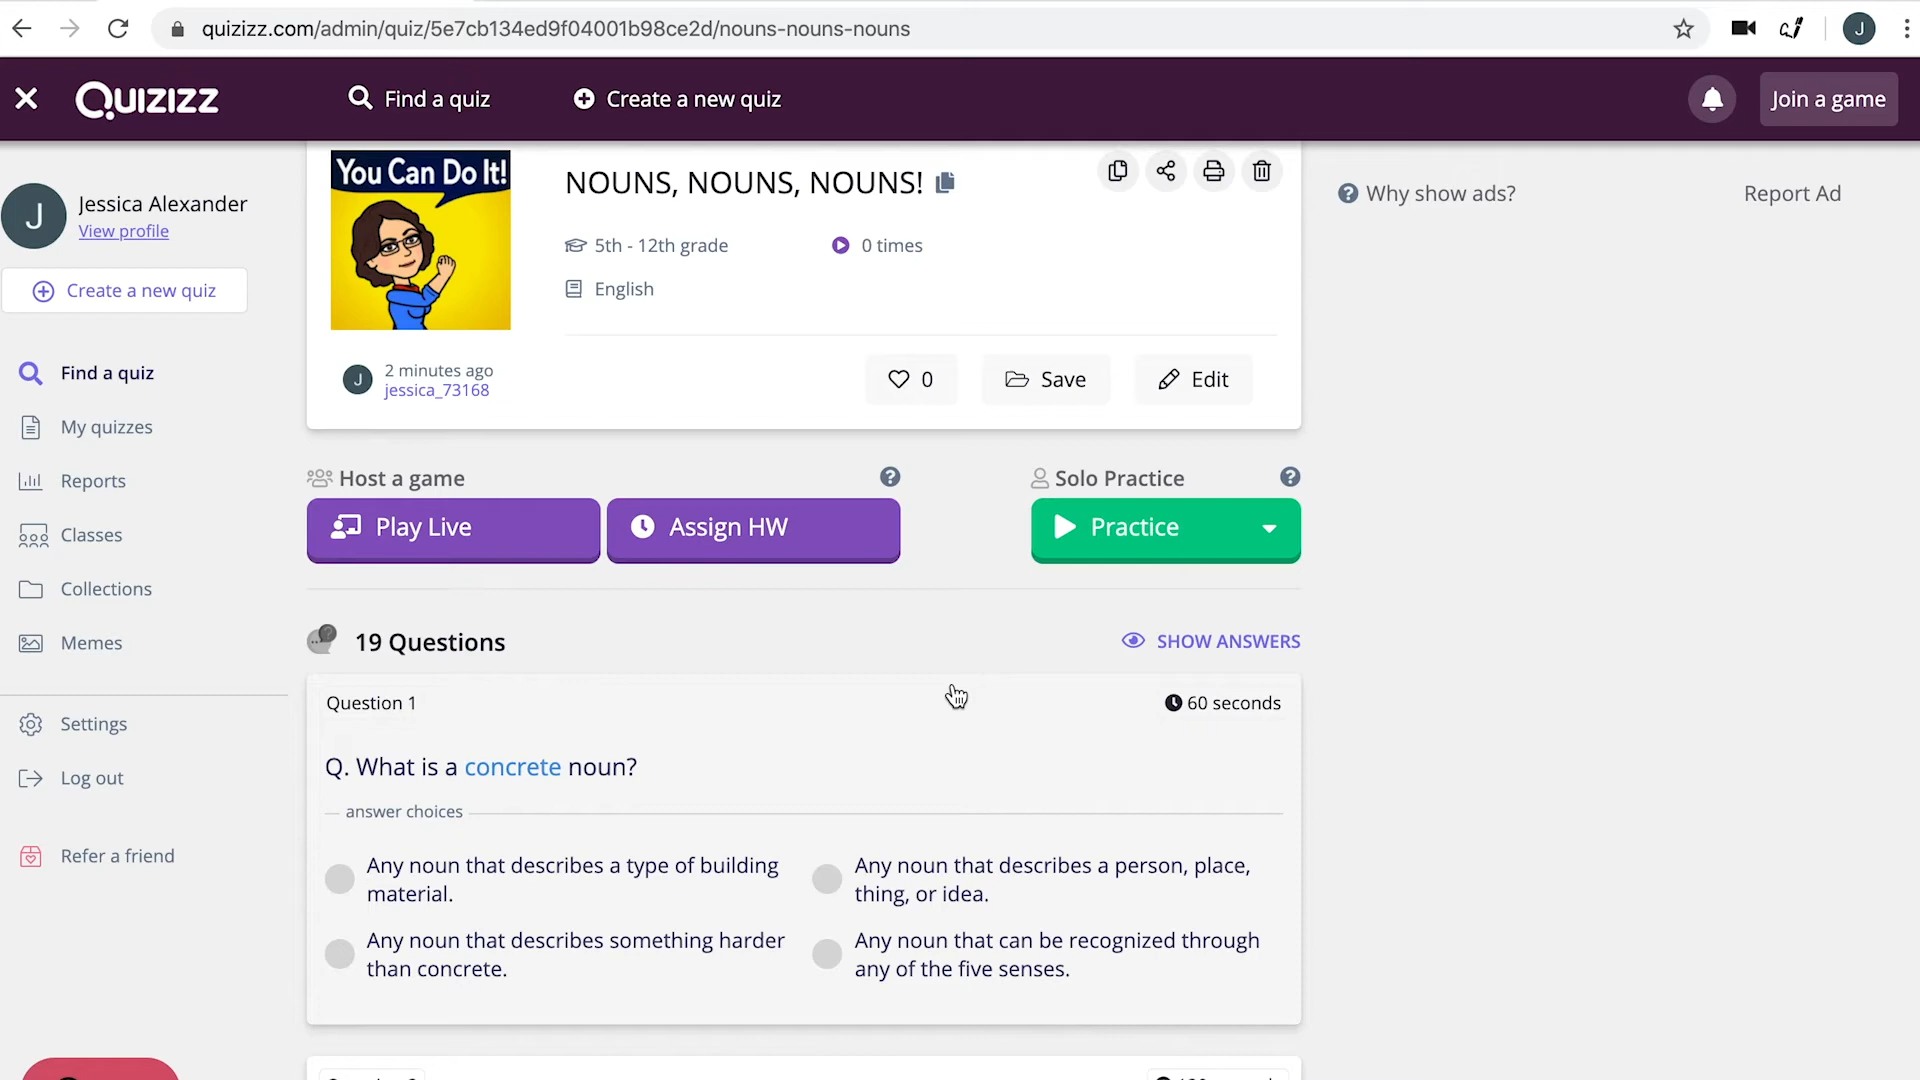 quizizz.com/admin/quiz/5e7cb134ed9f04001b98ce2d/nouns-nouns-nouns
J
Quizizz
Find a quiz
Create a new quiz
Join a game
J
Jessica Alexander
View profile
Create a new quiz
Find a quiz
My quizzes
Reports
Classes
Collections
Memes
Settings
Log out
Refer a friend
You Can Do It!
NOUNS, NOUNS, NOUNS!
5th - 12th grade
0 times
English
J
2 minutes ago
jessica_73168
0
Save
Edit
Why show ads?
Report Ad
Host a game
?
Solo Practice
?
Play Live
Assign HW
Practice
19 Questions
SHOW ANSWERS
Question 1
60 seconds
Q. What is a concrete noun?
answer choices
Any noun that describes a type of building
material.
Any noun that describes a person, place,
thing, or idea.
Any noun that describes something harder
than concrete.
Any noun that can be recognized through
any of the five senses.